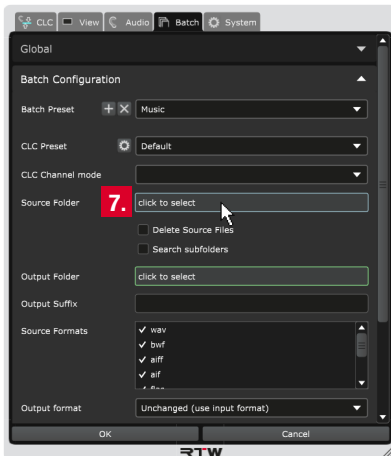 CLC View Audio Batch System
Global
Batch Configuration
Batch Preset Music
CLC Preset Default
CLC Channel mode
Source Folder 7. click to select
Delete Source Files
Search subfolders
Output Folder click to select
Output Suffix
Source Formats wav
bwf
aiff
aif
Output format Unchanged (use input format)
OK Cancel
RTW